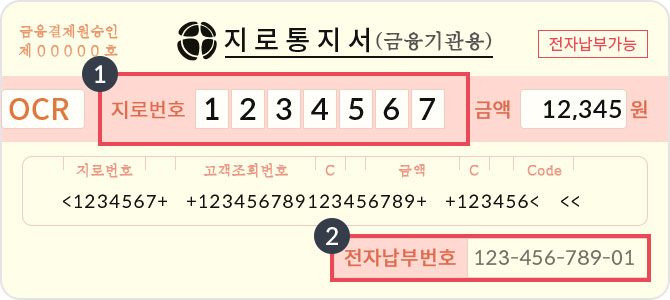 금융결제원승인
제 0 0 0 0 0 호
지로통지서(금융기관용)
전자납부가능
1
OCR 지로번호 1 2 3 4 5 6 7 금액 12,345 원
지로번호 고객조회번호 C 금액 C Code
<1234567+ +123456789123456789+ +123456< <<
2
전자납부번호 123-456-789-01